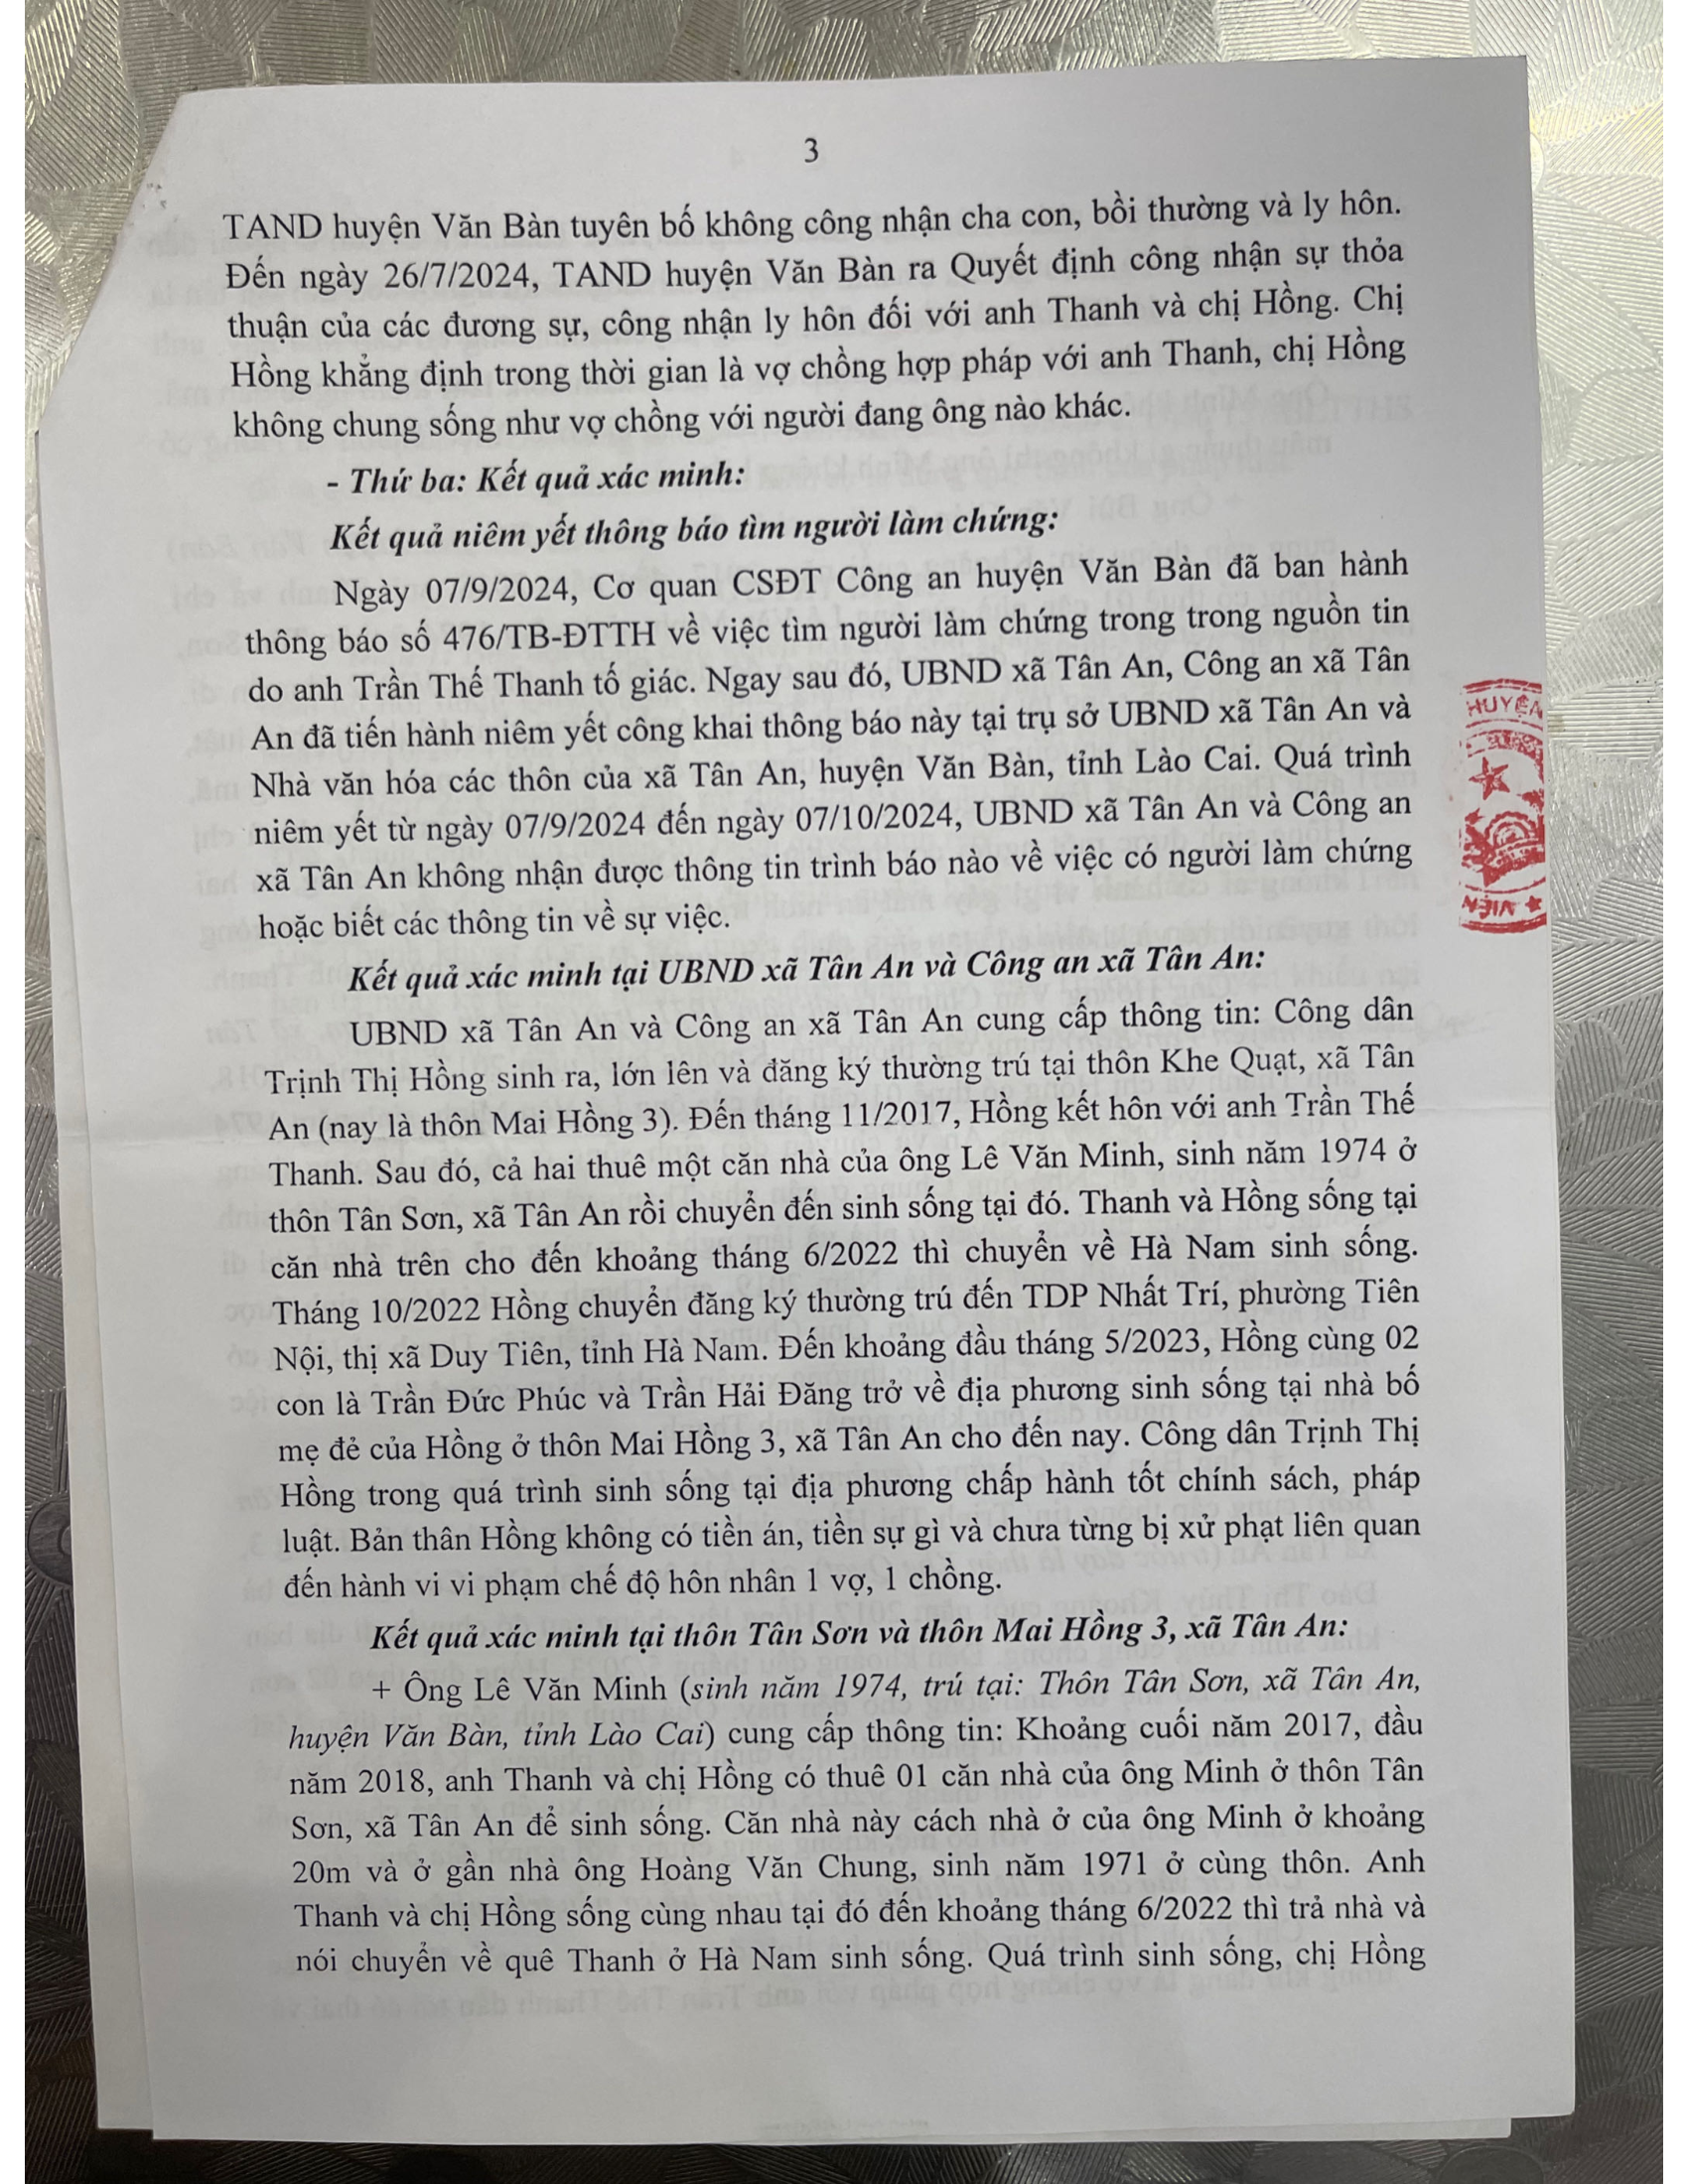 3
TAND huyện Văn Bàn tuyên bố không công nhận cha con, bồi thường và ly hôn.
Đến ngày 26/7/2024, TAND huyện Văn Bàn ra Quyết định công nhận sự thỏa
thuận của các đương sự, công nhận ly hôn đối với anh Thanh và chị Hồng. Chị
Hồng khẳng định trong thời gian là vợ chồng hợp pháp với anh Thanh, chị Hồng
không chung sống như vợ chồng với người đang ông nào khác.
- Thứ ba: Kết quả xác minh:
Kết quả niêm yết thông báo tìm người làm chứng:
Ngày 07/9/2024, Cơ quan CSĐT Công an huyện Văn Bàn đã ban hành
thông báo số 476/TB-ĐTTH về việc tìm người làm chứng trong trong nguồn tin
do anh Trần Thế Thanh tố giác. Ngay sau đó, UBND xã Tân An, Công an xã Tân
An đã tiến hành niêm yết công khai thông báo này tại trụ sở UBND xã Tân An và
Nhà văn hóa các thôn của xã Tân An, huyện Văn Bàn, tỉnh Lào Cai. Quá trình
niêm yết từ ngày 07/9/2024 đến ngày 07/10/2024, UBND xã Tân An và Công an
xã Tân An không nhận được thông tin trình báo nào về việc có người làm chứng
hoặc biết các thông tin về sự việc.
HUYỆN
VIỆN
Kết quả xác minh tại UBND xã Tân An và Công an xã Tân An:
UBND xã Tân An và Công an xã Tân An cung cấp thông tin: Công dân
Trịnh Thị Hồng sinh ra, lớn lên và đăng ký thường trú tại thôn Khe Quạt, xã Tân
An (nay là thôn Mai Hồng 3). Đến tháng 11/2017, Hồng kết hôn với anh Trần Thế
Thanh. Sau đó, cả hai thuê một căn nhà của ông Lê Văn Minh, sinh năm 1974 ở
thôn Tân Sơn, xã Tân An rồi chuyển đến sinh sống tại đó. Thanh và Hồng sống tại
căn nhà trên cho đến khoảng tháng 6/2022 thì chuyển về Hà Nam sinh sống.
Tháng 10/2022 Hồng chuyển đăng ký thường trú đến TDP Nhất Trí, phường Tiên
Nội, thị xã Duy Tiên, tỉnh Hà Nam. Đến khoảng đầu tháng 5/2023, Hồng cùng 02
con là Trần Đức Phúc và Trần Hải Đăng trở về địa phương sinh sống tại nhà bố
mẹ đẻ của Hồng ở thôn Mai Hồng 3, xã Tân An cho đến nay. Công dân Trịnh Thị
Hồng trong quá trình sinh sống tại địa phương chấp hành tốt chính sách, pháp
luật. Bản thân Hồng không có tiền án, tiền sự gì và chưa từng bị xử phạt liên quan
đến hành vi vi phạm chế độ hôn nhân 1 vợ, 1 chồng.
Kết quả xác minh tại thôn Tân Sơn và thôn Mai Hồng 3, xã Tân An:
+ Ông Lê Văn Minh (sinh năm 1974, trú tại: Thôn Tân Sơn, xã Tân An,
huyện Văn Bàn, tỉnh Lào Cai) cung cấp thông tin: Khoảng cuối năm 2017, đầu
năm 2018, anh Thanh và chị Hồng có thuê 01 căn nhà của ông Minh ở thôn Tân
Sơn, xã Tân An để sinh sống. Căn nhà này cách nhà ở của ông Minh ở khoảng
20m và ở gần nhà ông Hoàng Văn Chung, sinh năm 1971 ở cùng thôn. Anh
Thanh và chị Hồng sống cùng nhau tại đó đến khoảng tháng 6/2022 thì trả nhà và
nói chuyển về quê Thanh ở Hà Nam sinh sống. Quá trình sinh sống, chị Hồng